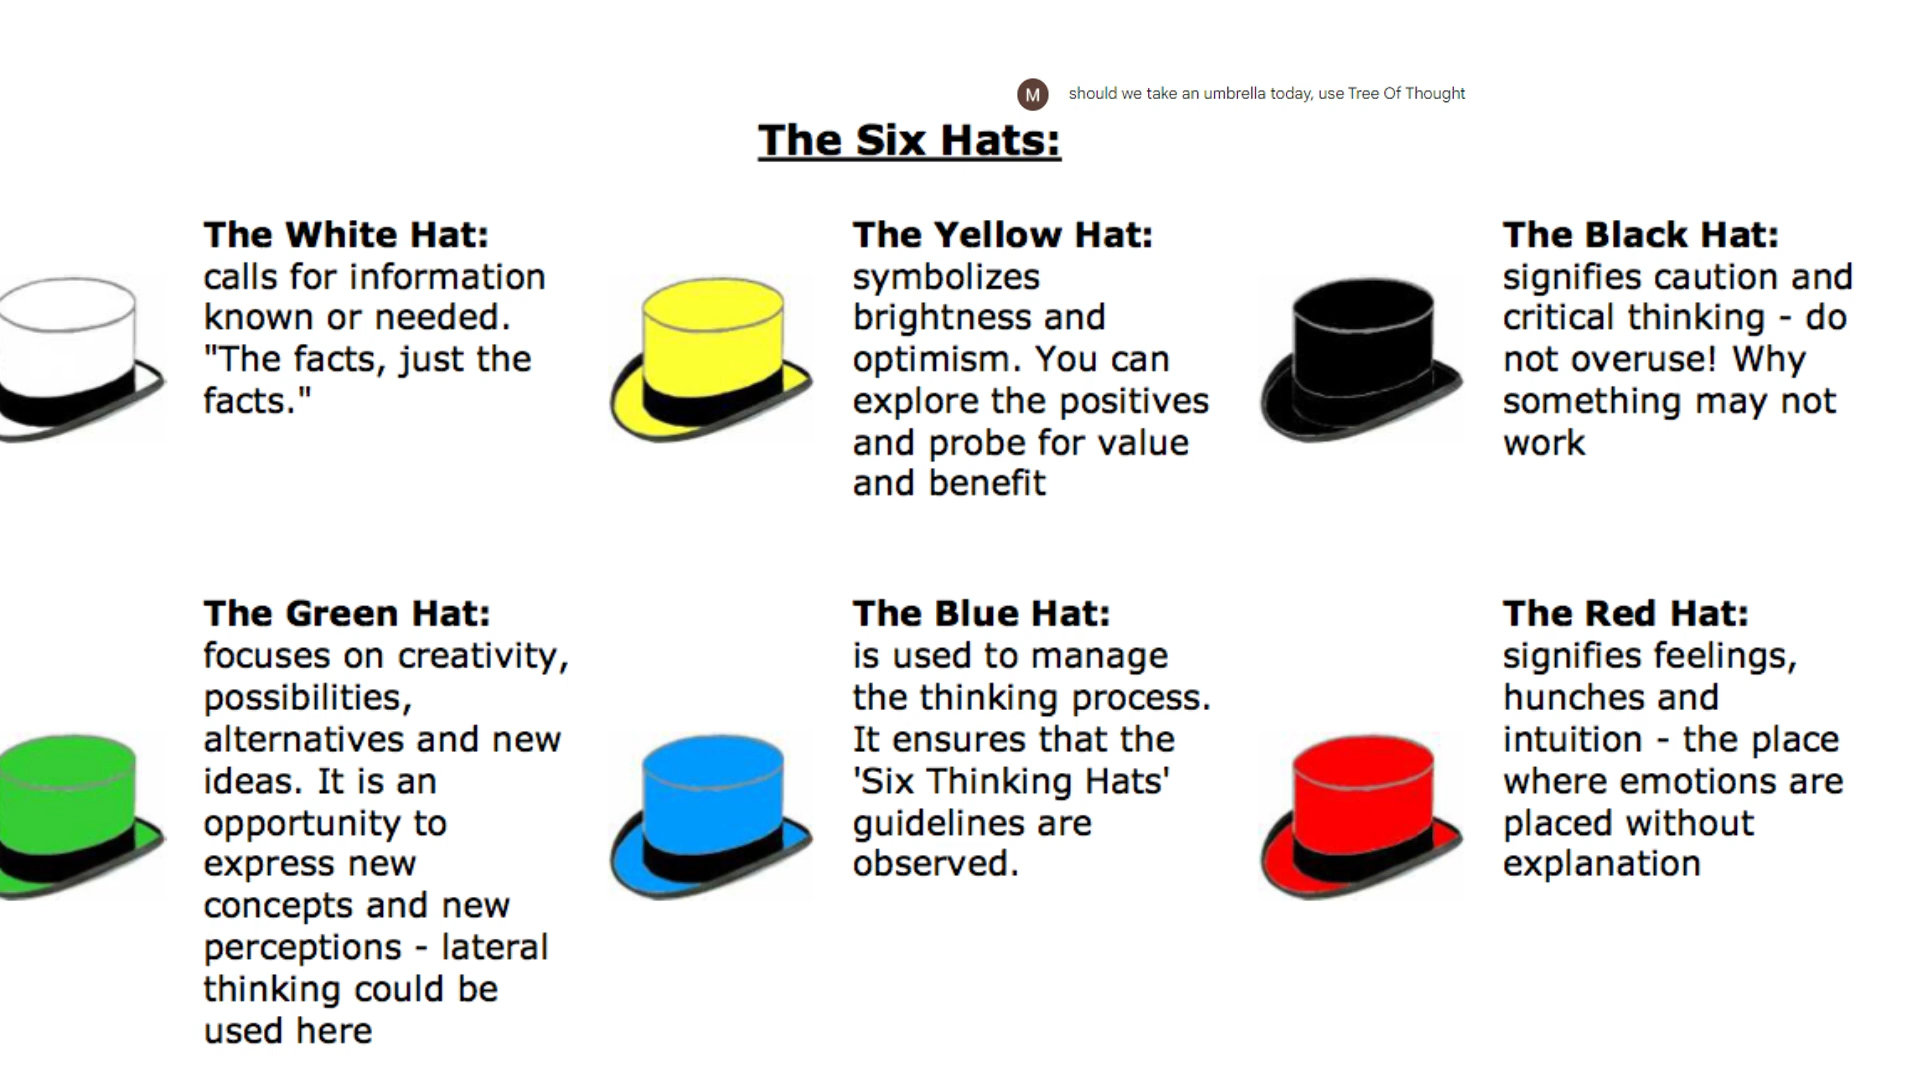 M should we take an umbrella today, use Tree Of Thought
The Six Hats:
The White Hat:
calls for information
known or needed.
"The facts, just the
facts."
The Yellow Hat:
symbolizes
brightness and
optimism. You can
explore the positives
and probe for value
and benefit
The Black Hat:
signifies caution and
critical thinking - do
not overuse! Why
something may not
work
The Green Hat:
focuses on creativity,
possibilities,
alternatives and new
ideas. It is an
opportunity to
express new
concepts and new
perceptions - lateral
thinking could be
used here
The Blue Hat:
is used to manage
the thinking process.
It ensures that the
'Six Thinking Hats'
guidelines are
observed.
The Red Hat:
signifies feelings,
hunches and
intuition - the place
where emotions are
placed without
explanation